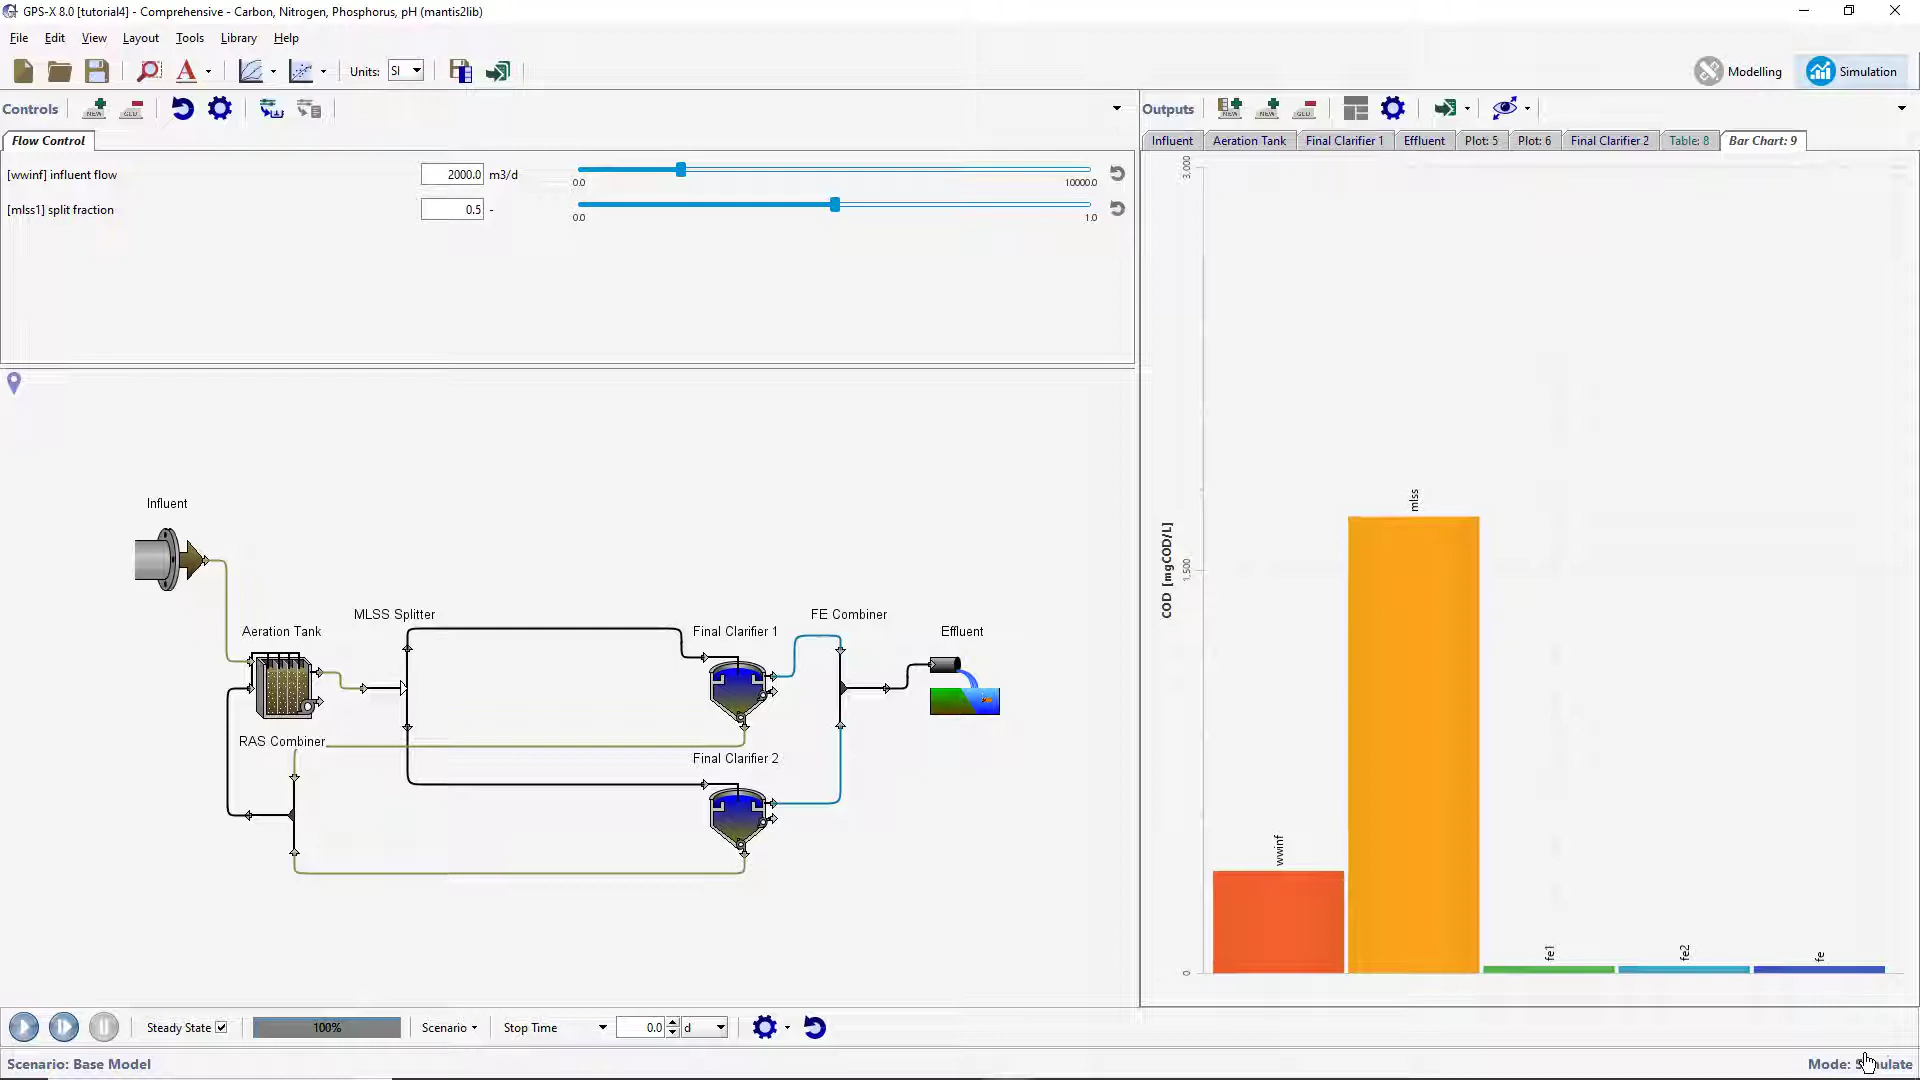 GPS-X 8.0 [tutorial4] - Comprehensive - Carbon, Nitrogen, Phosphorus, pH (mantis2lib)
File Edit View Layout Tools Library Help
Units: SI
Modelling Simulation
Controls NEW GLO
Outputs NEW NEW GLO
Flow Control
Influent Aeration Tank Final Clarifier 1 Effluent Plot: 5 Plot: 6 Final Clarifier 2 Table: 8 Bar Chart: 9
[wwinf] influent flow 2000.0 m3/d
0.0 10000.0
[mlss1] split fraction 0.5 -
0.0 1.0
3,000
1,500
0
COD [mgCOD/L]
wwinf
mlss
fe1
fe2
fe
Influent
Aeration Tank
MLSS Splitter
Final Clarifier 1
FE Combiner
Effluent
RAS Combiner
Final Clarifier 2
Steady State 100% Scenario Stop Time 0.0 d
Scenario: Base Model
Mode: